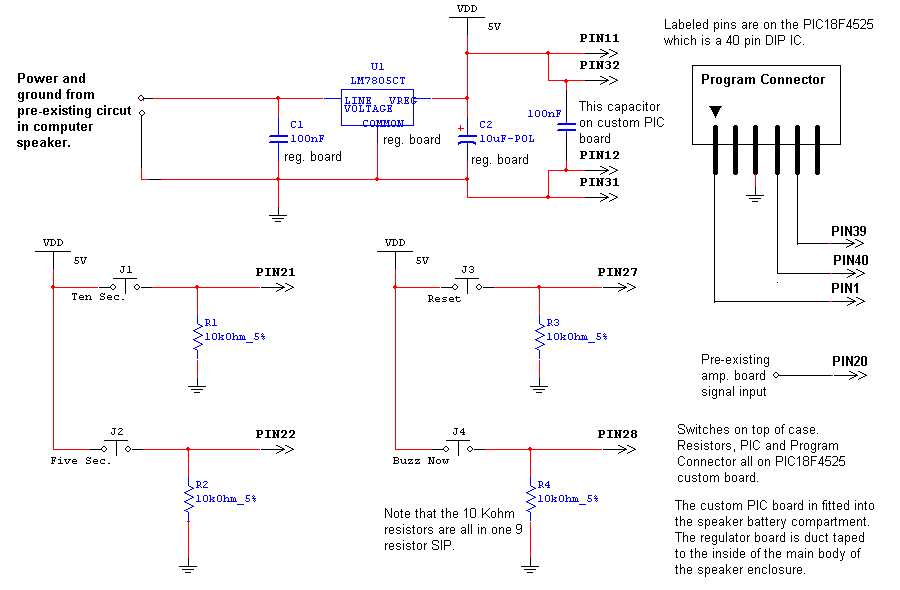 VDD
5V
Labeled pins are on the PIC18F4525
which is a 40 pin DIP IC.
PIN11
PIN32
Power and
ground from
pre-existing circut
in computer
speaker.
U1
LM7805CT
LINE VREG
VOLTAGE
COMMON
reg. board
C1
100nF
reg. board
C2
10uF-POL
reg. board
+
100nF
This capacitor
on custom PIC
board
PIN12
PIN31
Program Connector
PIN39
PIN40
PIN1
VDD
5V
J1
Ten Sec.
PIN21
R1
10kOhm_5%
J2
Five Sec.
PIN22
R2
10kOhm_5%
VDD
5V
J3
Reset
PIN27
R3
10kOhm_5%
J4
Buzz Now
PIN28
R4
10kOhm_5%
Note that the 10 Kohm
resistors are all in one 9
resistor SIP.
Pre-existing
amp. board
signal input
PIN20
Switches on top of case.
Resistors, PIC and Program
Connector all on PIC18F4525
custom board.
The custom PIC board in fitted into
the speaker battery compartment.
The regulator board is duct taped
to the inside of the main body of
the speaker enclosure.